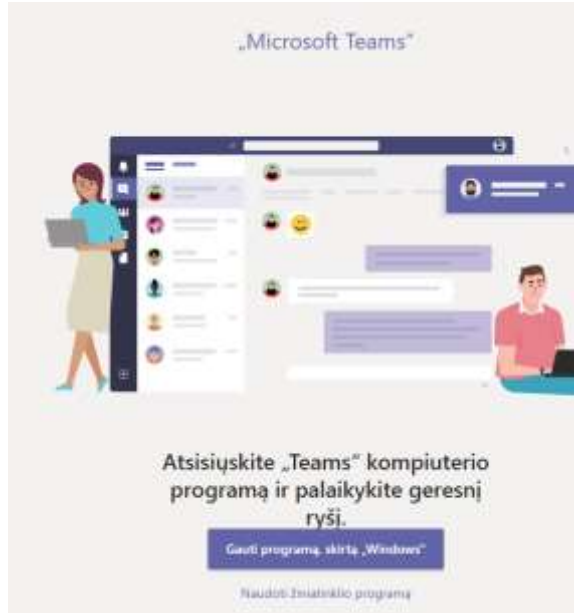 „Microsoft Teams“
Atsisiųskite „Teams“ kompiuterio
programą ir palaikykite geresnį
ryšį.
Gauti programą, skirtą „Windows“
Naudoti žiniatinklio programą